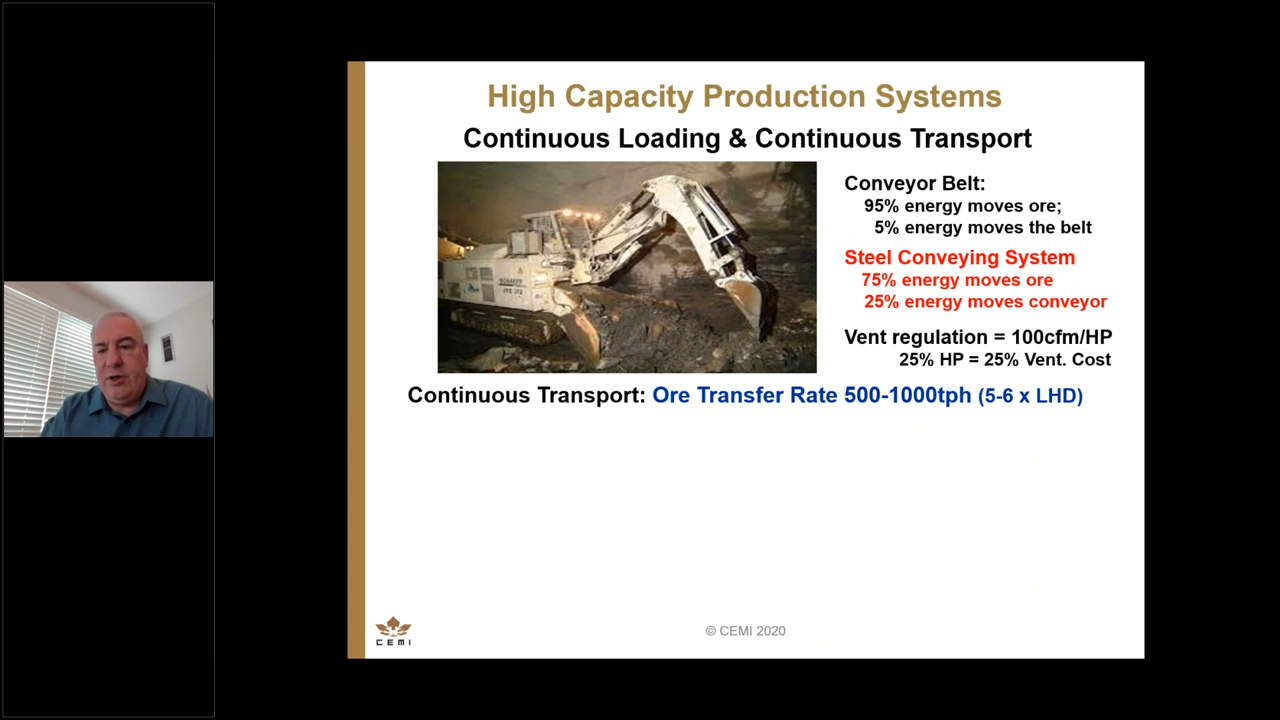 High Capacity Production Systems
Continuous Loading & Continuous Transport
Conveyor Belt:
95% energy moves ore;
5% energy moves the belt
Steel Conveying System
75% energy moves ore
25% energy moves conveyor
Vent regulation = 100cfm/HP
25% HP = 25% Vent. Cost
Continuous Transport: Ore Transfer Rate 500-1000tph (5-6 x LHD)
CEMI
© CEMI 2020